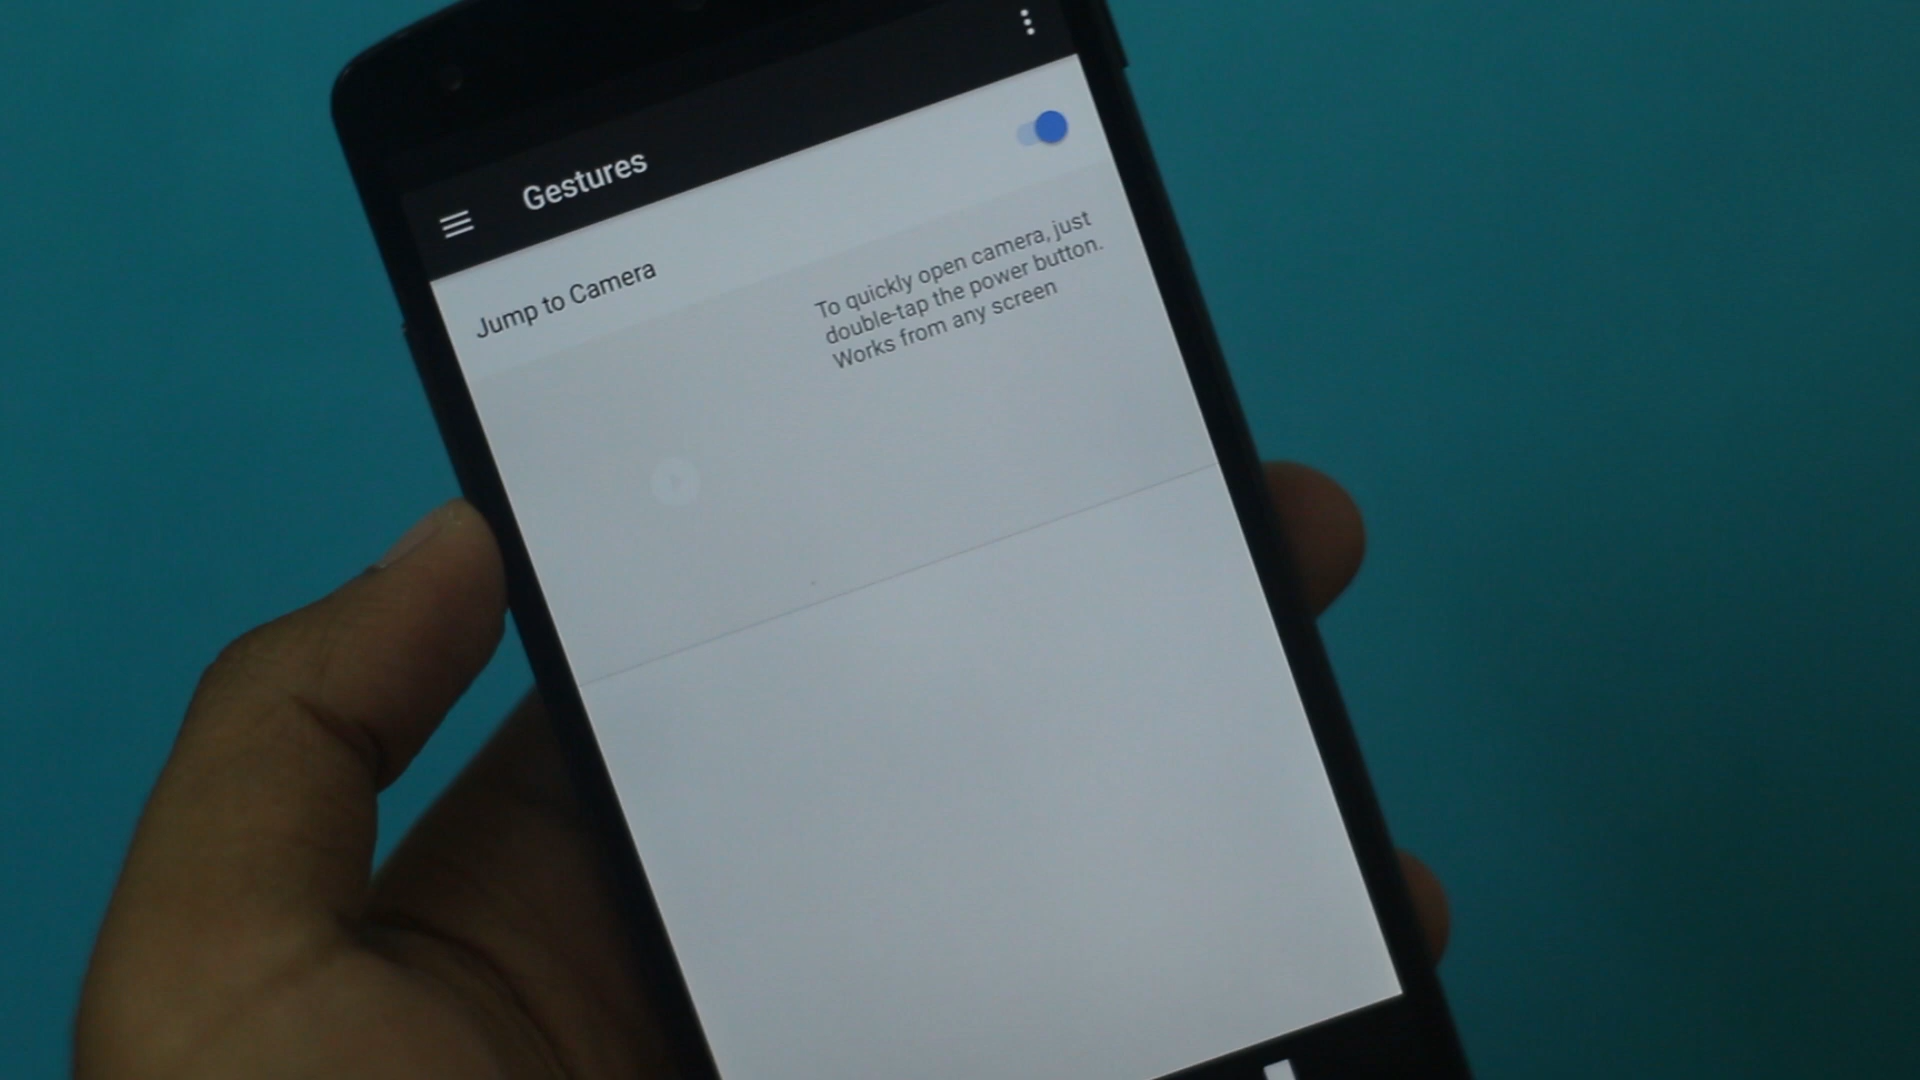 Gestures
Jump to Camera
To quickly open camera, just
double-tap the power button.
Works from any screen